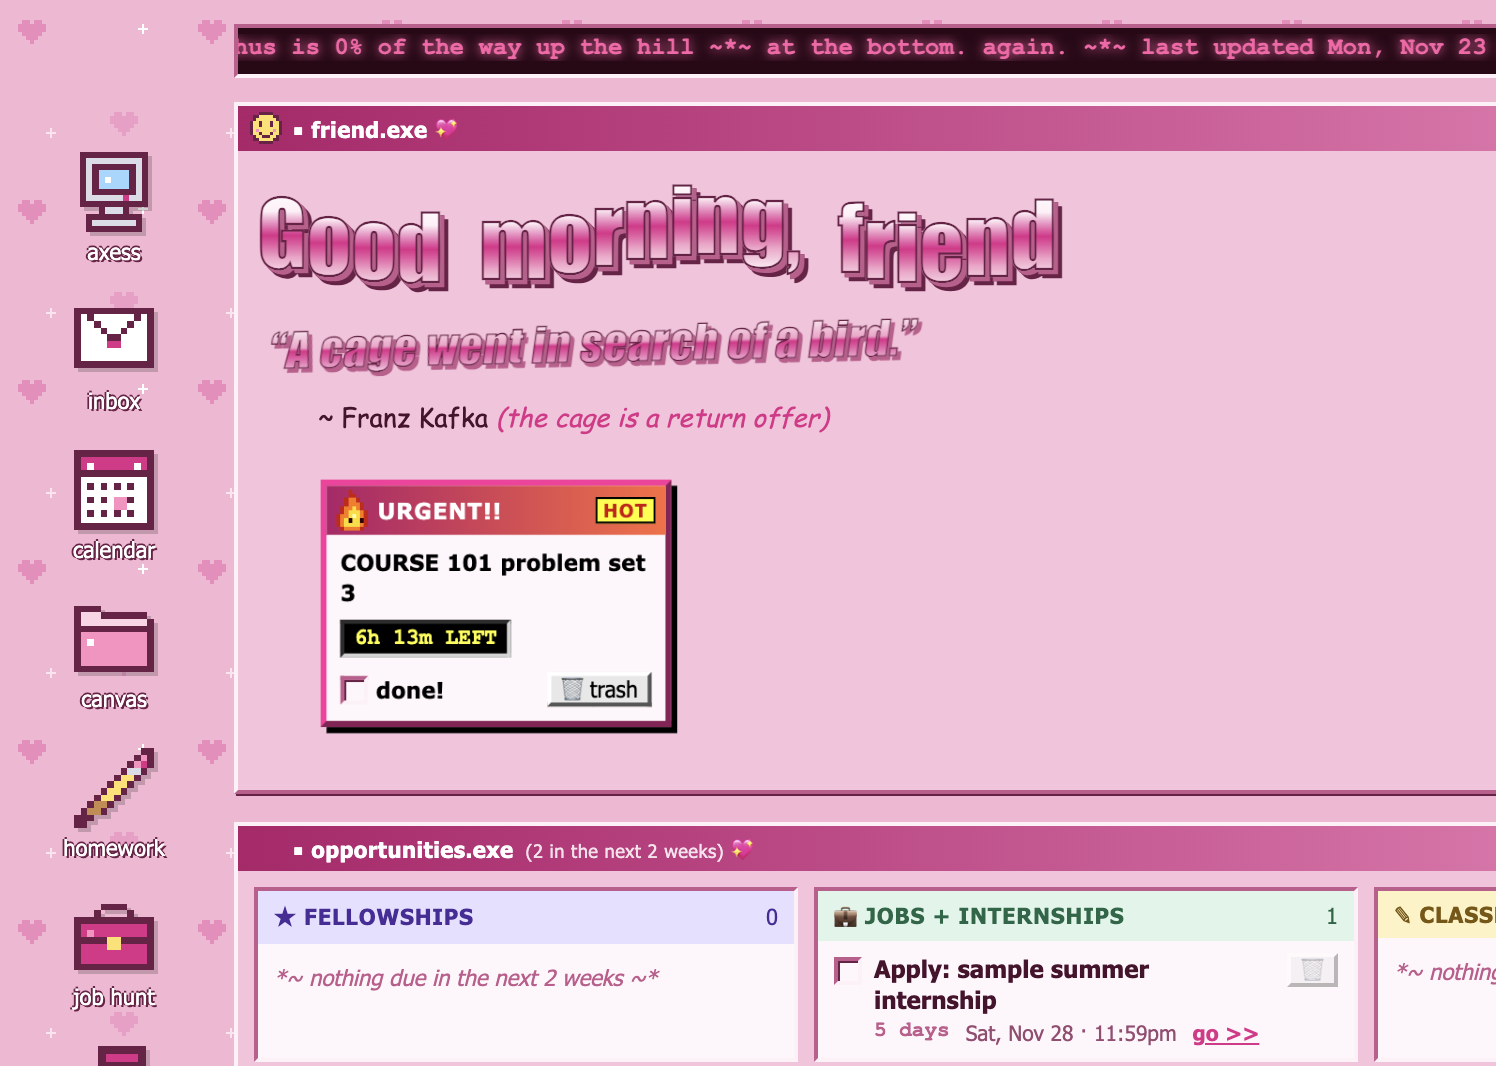 hus is 0% of the way up the hill ~*~ at the bottom. again. ~*~ last updated Mon, Nov 23
▪ friend.exe 💖
Good morning, friend
“A cage went in search of a bird.”
~ Franz Kafka (the cage is a return offer)
URGENT!! HOT
COURSE 101 problem set
3
6h 13m LEFT
done! trash
axess
inbox
calendar
canvas
homework
job hunt
▪ opportunities.exe (2 in the next 2 weeks) 💖
★ FELLOWSHIPS 0
*~ nothing due in the next 2 weeks ~*
💼 JOBS + INTERNSHIPS 1
Apply: sample summer
internship
5 days Sat, Nov 28 · 11:59pm go >>
✎ CLASS
*~ nothing